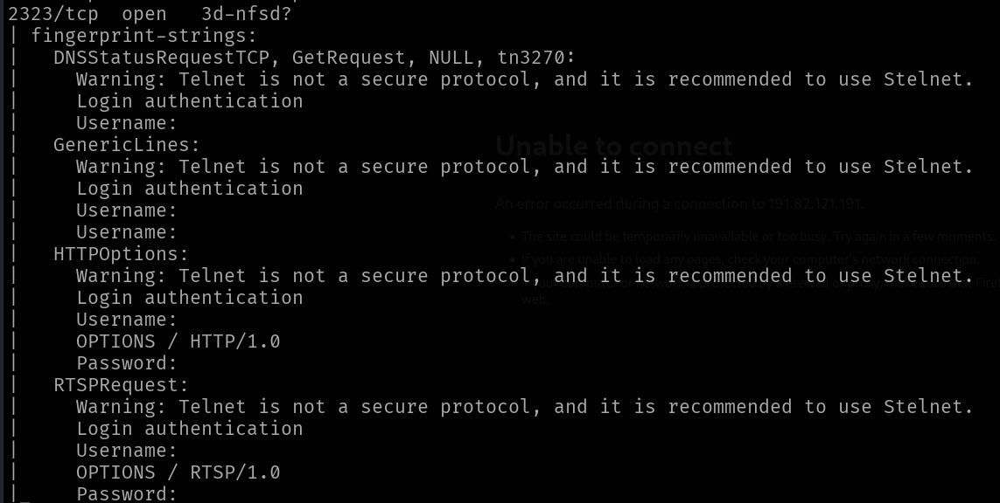 2323/tcp  open   3d-nfsd?
| fingerprint-strings:
|   DNSStatusRequestTCP, GetRequest, NULL, tn3270:
|     Warning: Telnet is not a secure protocol, and it is recommended to use Stelnet.
|     Login authentication
|     Username:
|   GenericLines:
|     Warning: Telnet is not a secure protocol, and it is recommended to use Stelnet.
|     Login authentication
|     Username:
|     Username:
|   HTTPOptions:
|     Warning: Telnet is not a secure protocol, and it is recommended to use Stelnet.
|     Login authentication
|     Username:
|     OPTIONS / HTTP/1.0
|     Password:
|   RTSPRequest:
|     Warning: Telnet is not a secure protocol, and it is recommended to use Stelnet.
|     Login authentication
|     Username:
|     OPTIONS / RTSP/1.0
|_    Password:
Unable to connect
An error occurred during a connection to 191.82.121.191.
The site could be temporarily unavailable or too busy. Try again in a few moments.
If you are unable to load any pages, check your computer's network connection.
web.